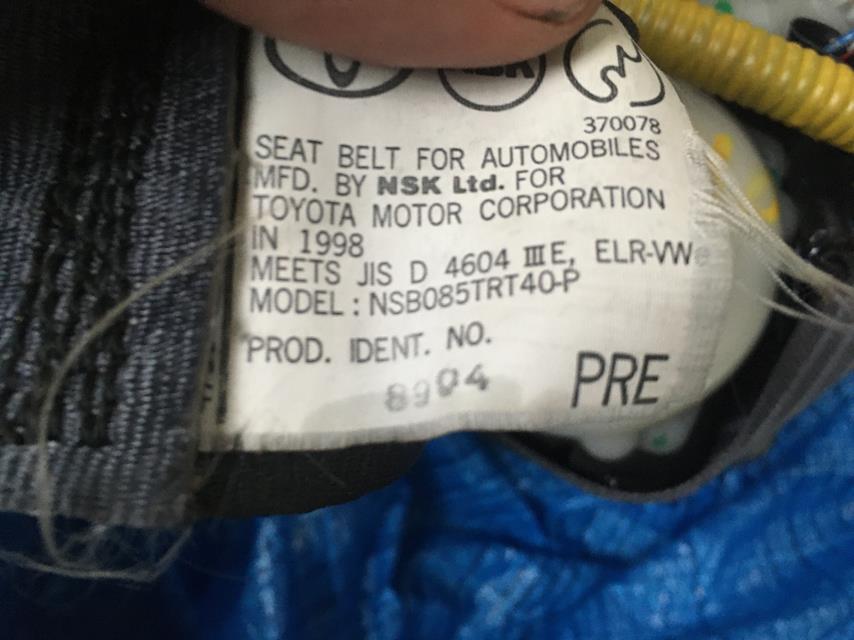 370078
SEAT BELT FOR AUTOMOBILES
MFD. BY NSK Ltd. FOR
TOYOTA MOTOR CORPORATION
IN 1998
MEETS JIS D 4604 ⅢE, ELR-VW
MODEL : NSB085TRT40-P
PROD. IDENT. NO.
8904
PRE